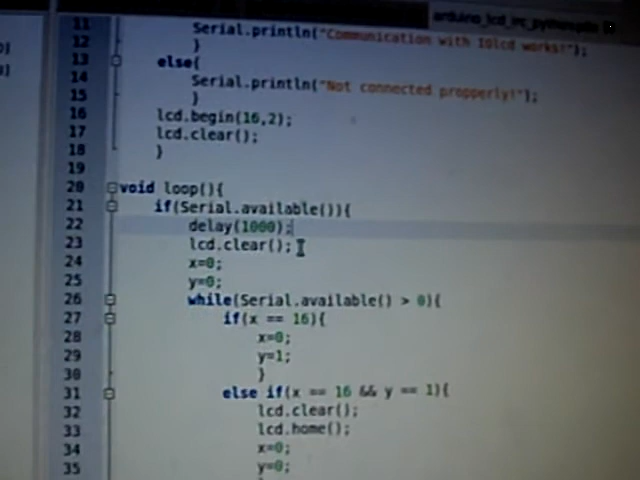 11 Serial.println("Communication with I2lcd works!");
12 }
13 else{
14 Serial.println("Not connected propperly!");
15 }
16 lcd.begin(16,2);
17 lcd.clear();
18 }
19
20 void loop(){
21 if(Serial.available()){
22 delay(1000);
23 lcd.clear();
24 x=0;
25 y=0;
26 while(Serial.available() > 0){
27 if(x == 16){
28 x=0;
29 y=1;
30 }
31 else if(x == 16 && y == 1){
32 lcd.clear();
33 lcd.home();
34 x=0;
35 y=0;